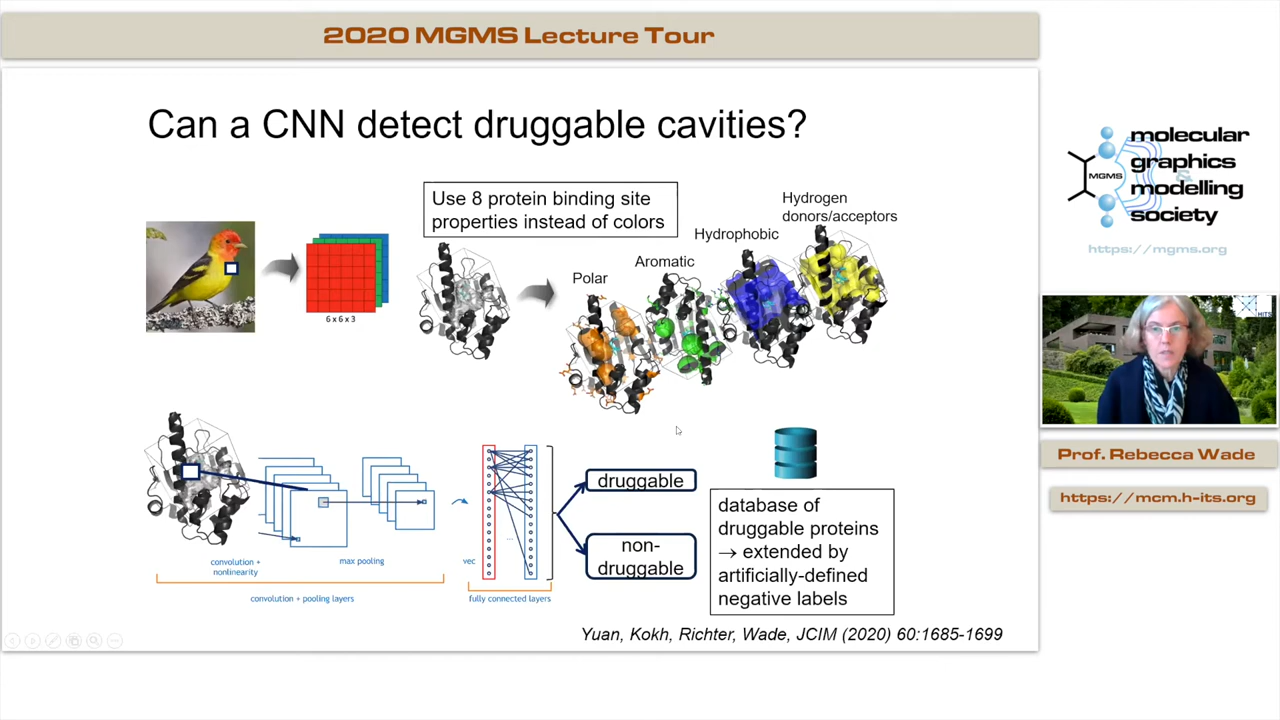 2020 MGMS Lecture Tour
Can a CNN detect druggable cavities?
Use 8 protein binding site
properties instead of colors
Hydrogen
donors/acceptors
Hydrophobic
Aromatic
Polar
6 x 6 x 3
convolution +
nonlinearity
max pooling
vec
convolution + pooling layers
fully connected layers
...
druggable
non-
druggable
database of
druggable proteins
→ extended by
artificially-defined
negative labels
Yuan, Kokh, Richter, Wade, JCIM (2020) 60:1685-1699
MGMS
molecular
graphics
&
modelling
society
https://mgms.org
HITS
Prof. Rebecca Wade
https://mcm.h-its.org